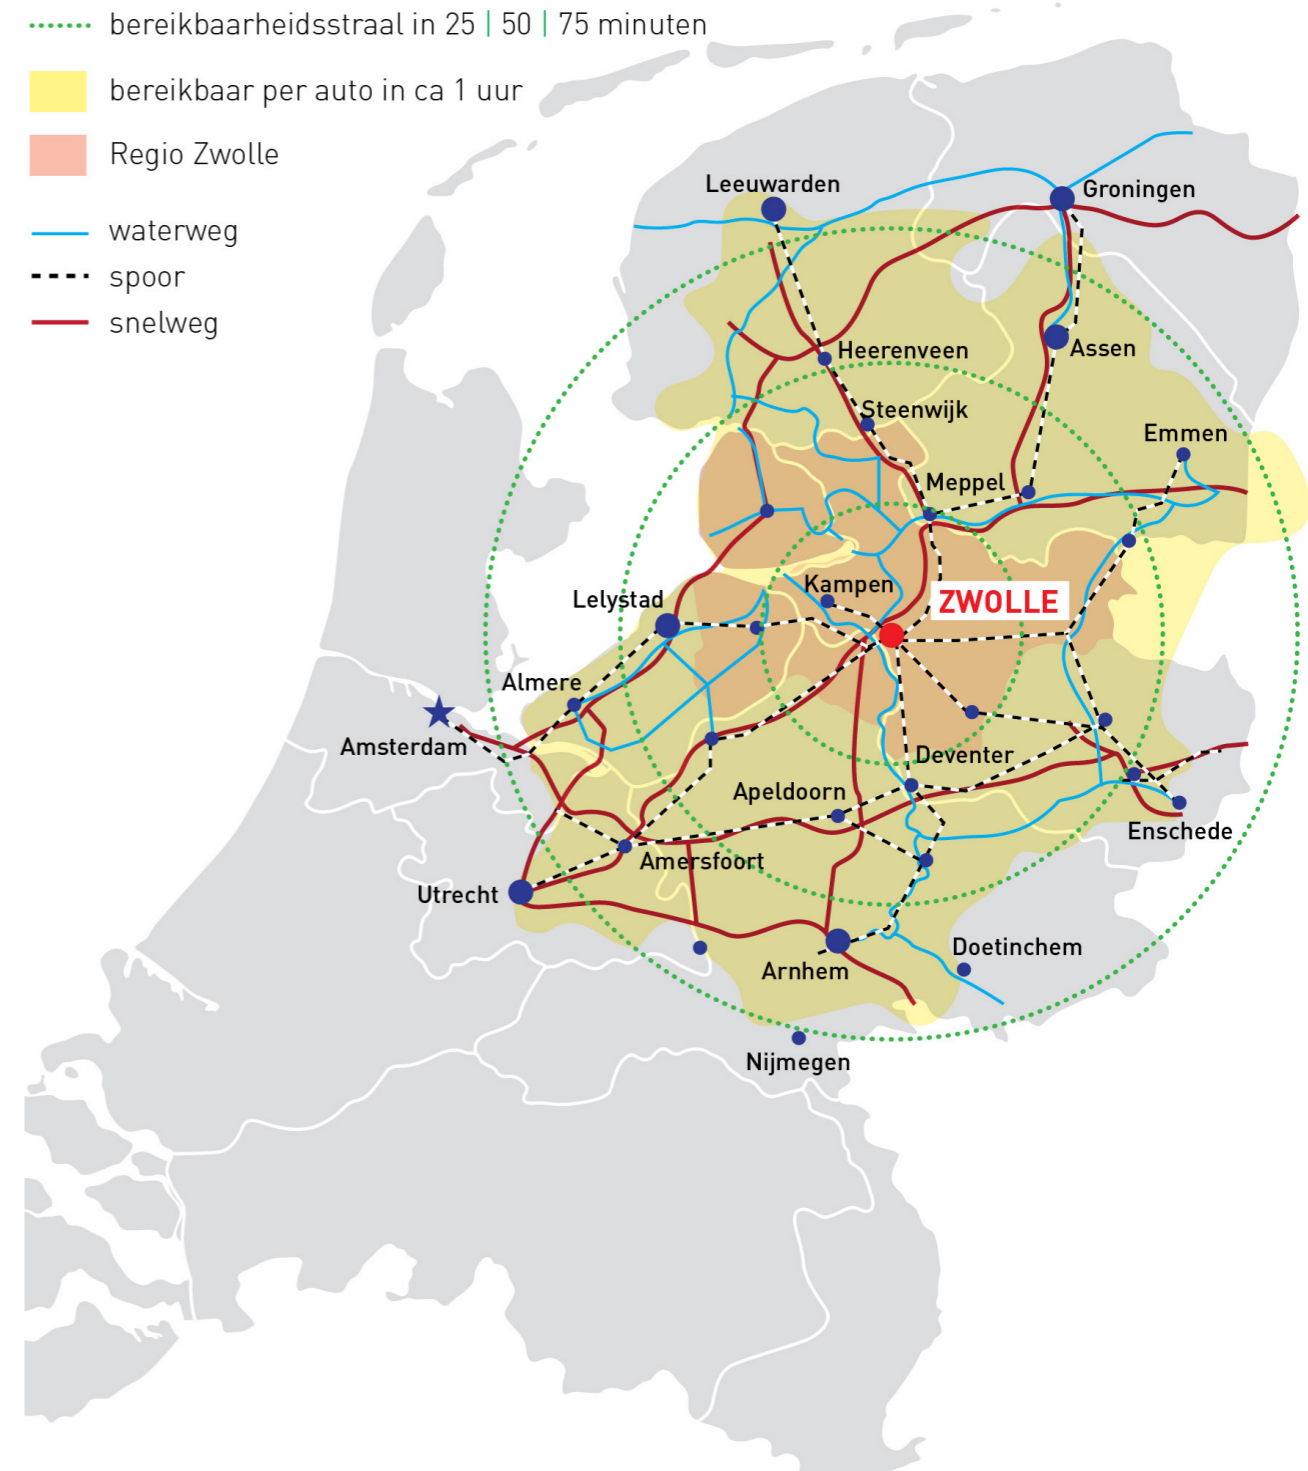 bereikbaarheidsstraal in 25 | 50 | 75 minuten
bereikbaar per auto in ca 1 uur
Regio Zwolle
waterweg
spoor
snelweg
Leeuwarden
Groningen
Heerenveen
Assen
Steenwijk
Emmen
Meppel
Kampen
ZWOLLE
Lelystad
Almere
Amsterdam
Deventer
Apeldoorn
Enschede
Amersfoort
Utrecht
Doetinchem
Arnhem
Nijmegen